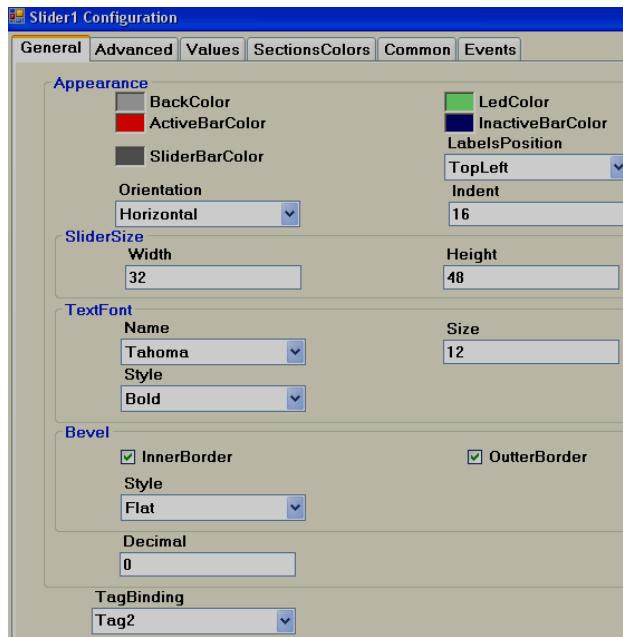 Slider1 Configuration
General Advanced Values SectionsColors Common Events
Appearance
BackColor LedColor
ActiveBarColor InactiveBarColor
LabelsPosition
SliderBarColor TopLeft
Orientation Indent
Horizontal 16
SliderSize
Width Height
32 48
TextFont
Name Size
Tahoma 12
Style
Bold
Bevel
InnerBorder OutterBorder
Style
Flat
Decimal
0
TagBinding
Tag2